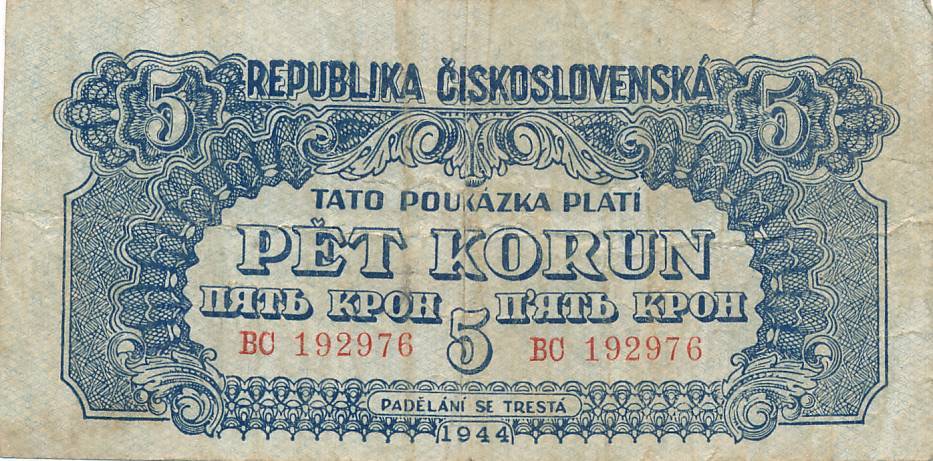 5 REPUBLIKA ČESKOSLOVENSKÁ 5
TATO POUKÁZKA PLATÍ
PĚT KORUN
ПЯТЬ КРОН 5 П'ЯТЬ КРОН
BC 192976 BC 192976
PADĚLÁNÍ SE TRESTÁ
1944